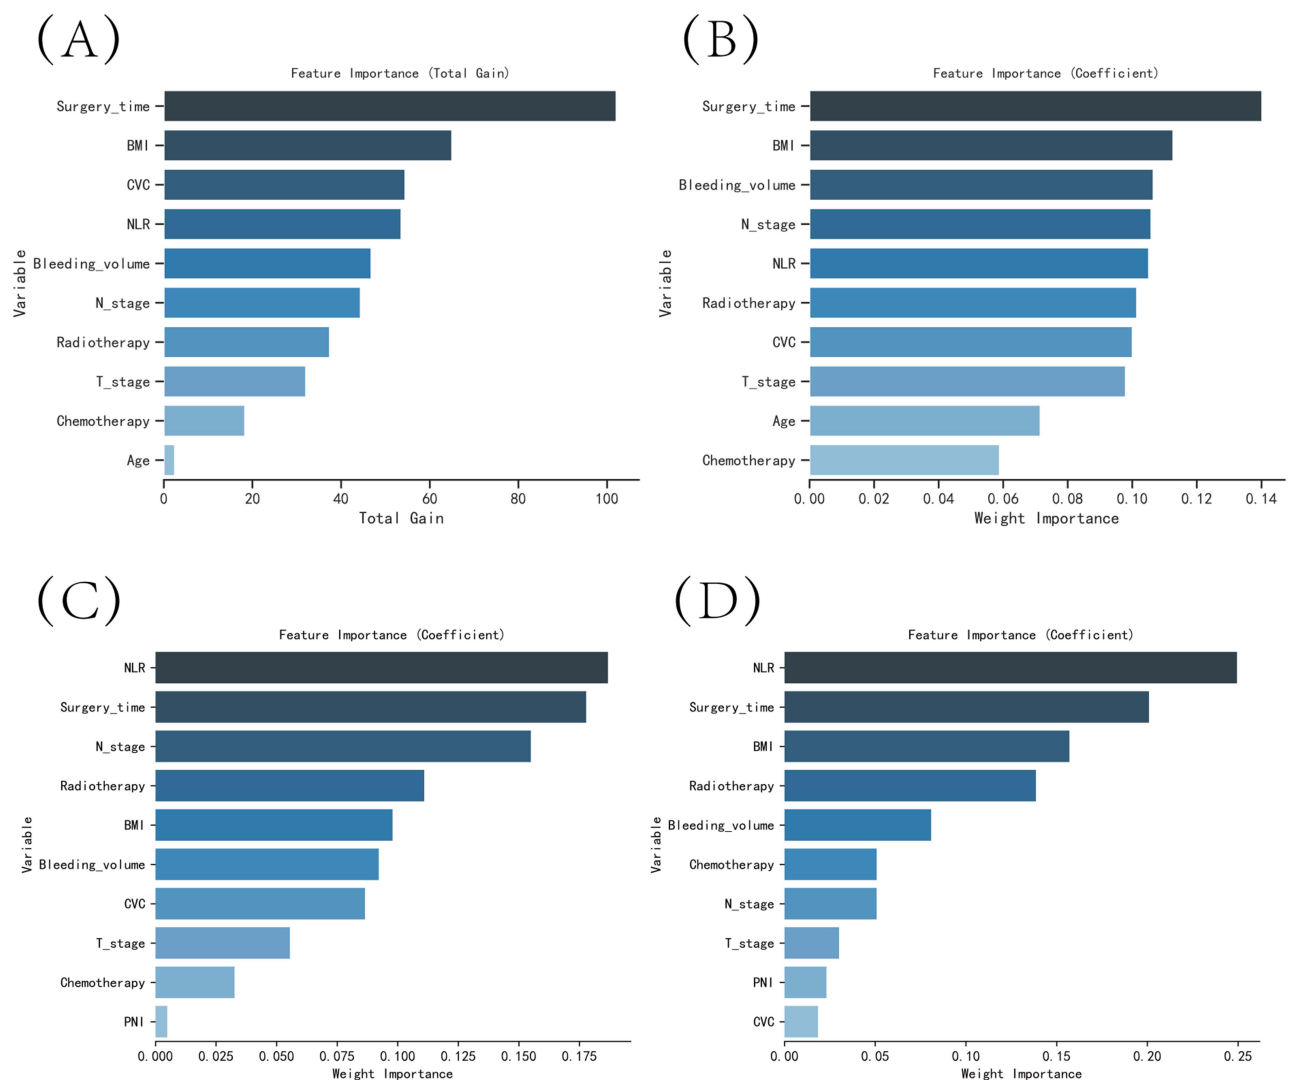 (A)
Feature Importance (Total Gain)
Variable
Surgery_time
BMI
CVC
NLR
Bleeding_volume
N_stage
Radiotherapy
T_stage
Chemotherapy
Age
0 20 40 60 80 100
Total Gain
(B)
Feature Importance (Coefficient)
Variable
Surgery_time
BMI
Bleeding_volume
N_stage
NLR
Radiotherapy
CVC
T_stage
Age
Chemotherapy
0.00 0.02 0.04 0.06 0.08 0.10 0.12 0.14
Weight Importance
(C)
Feature Importance (Coefficient)
Variable
NLR
Surgery_time
N_stage
Radiotherapy
BMI
Bleeding_volume
CVC
T_stage
Chemotherapy
PNI
0.000 0.025 0.050 0.075 0.100 0.125 0.150 0.175
Weight Importance
(D)
Feature Importance (Coefficient)
Variable
NLR
Surgery_time
BMI
Radiotherapy
Bleeding_volume
Chemotherapy
N_stage
T_stage
PNI
CVC
0.00 0.05 0.10 0.15 0.20 0.25
Weight Importance